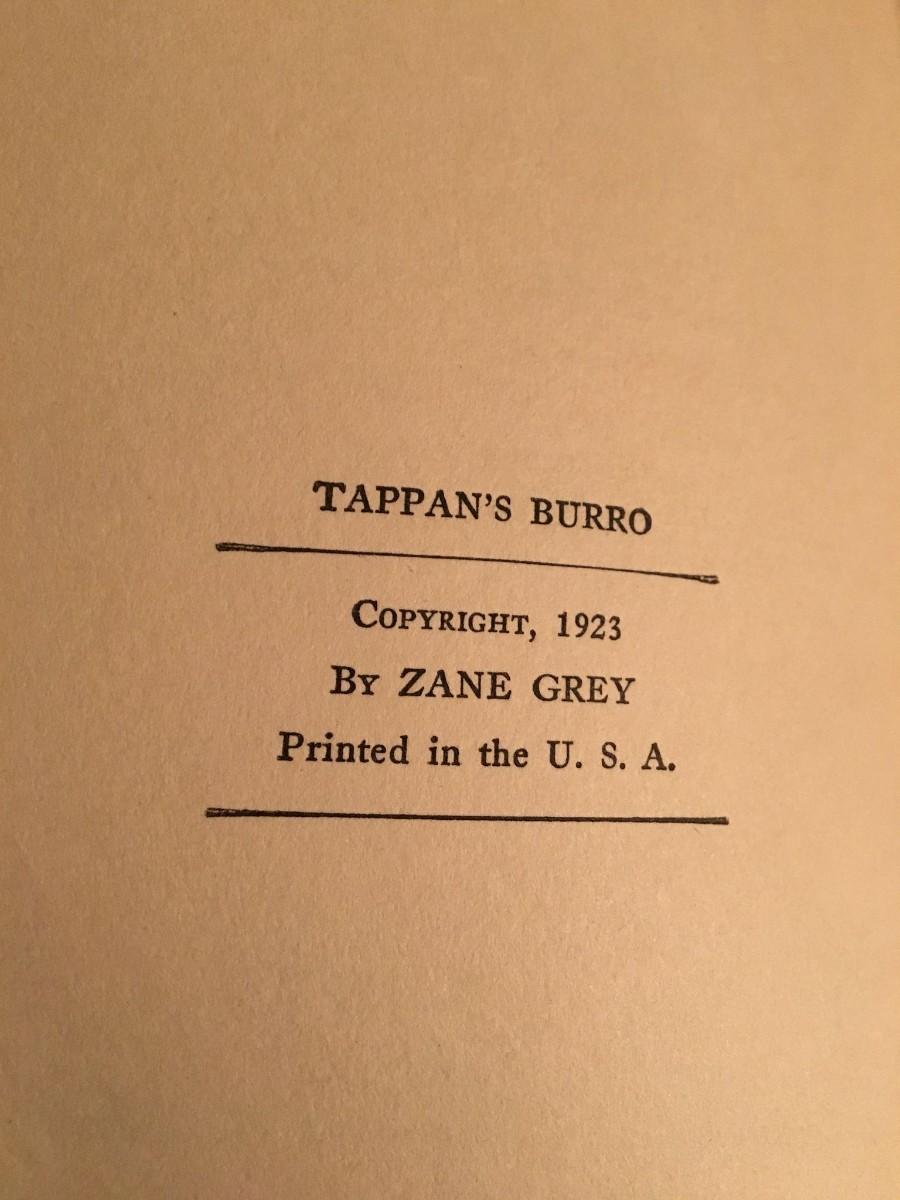 TAPPAN'S BURRO
COPYRIGHT, 1923
BY ZANE GREY
Printed in the U. S. A.